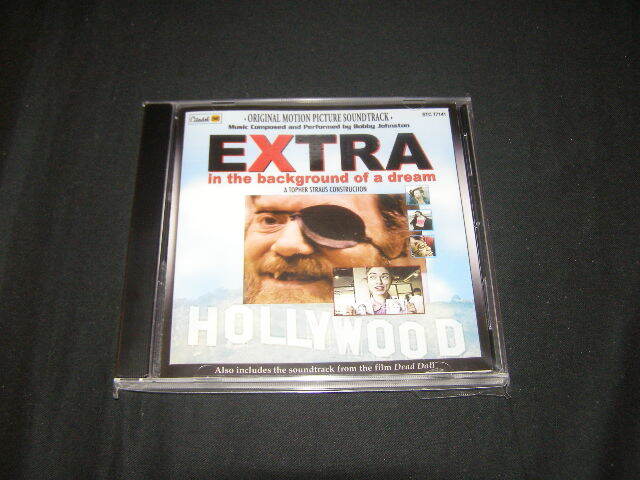 Citadel
· ORIGINAL MOTION PICTURE SOUNDTRACK ·
STC 77141
Music Composed and Performed by Bobby Johnston
EXTRA
in the background of a dream
A TOPHER STRAUS CONSTRUCTION
HOLLYWOOD
Also includes the soundtrack from the film Dead Doll